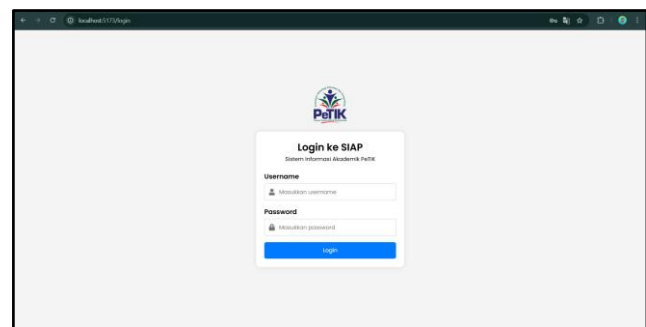 localhost:5173/login
PeTIK
Login ke SIAP
Sistem Informasi Akademik PeTIK
Username
Masukkan username
Password
Masukkan password
Login